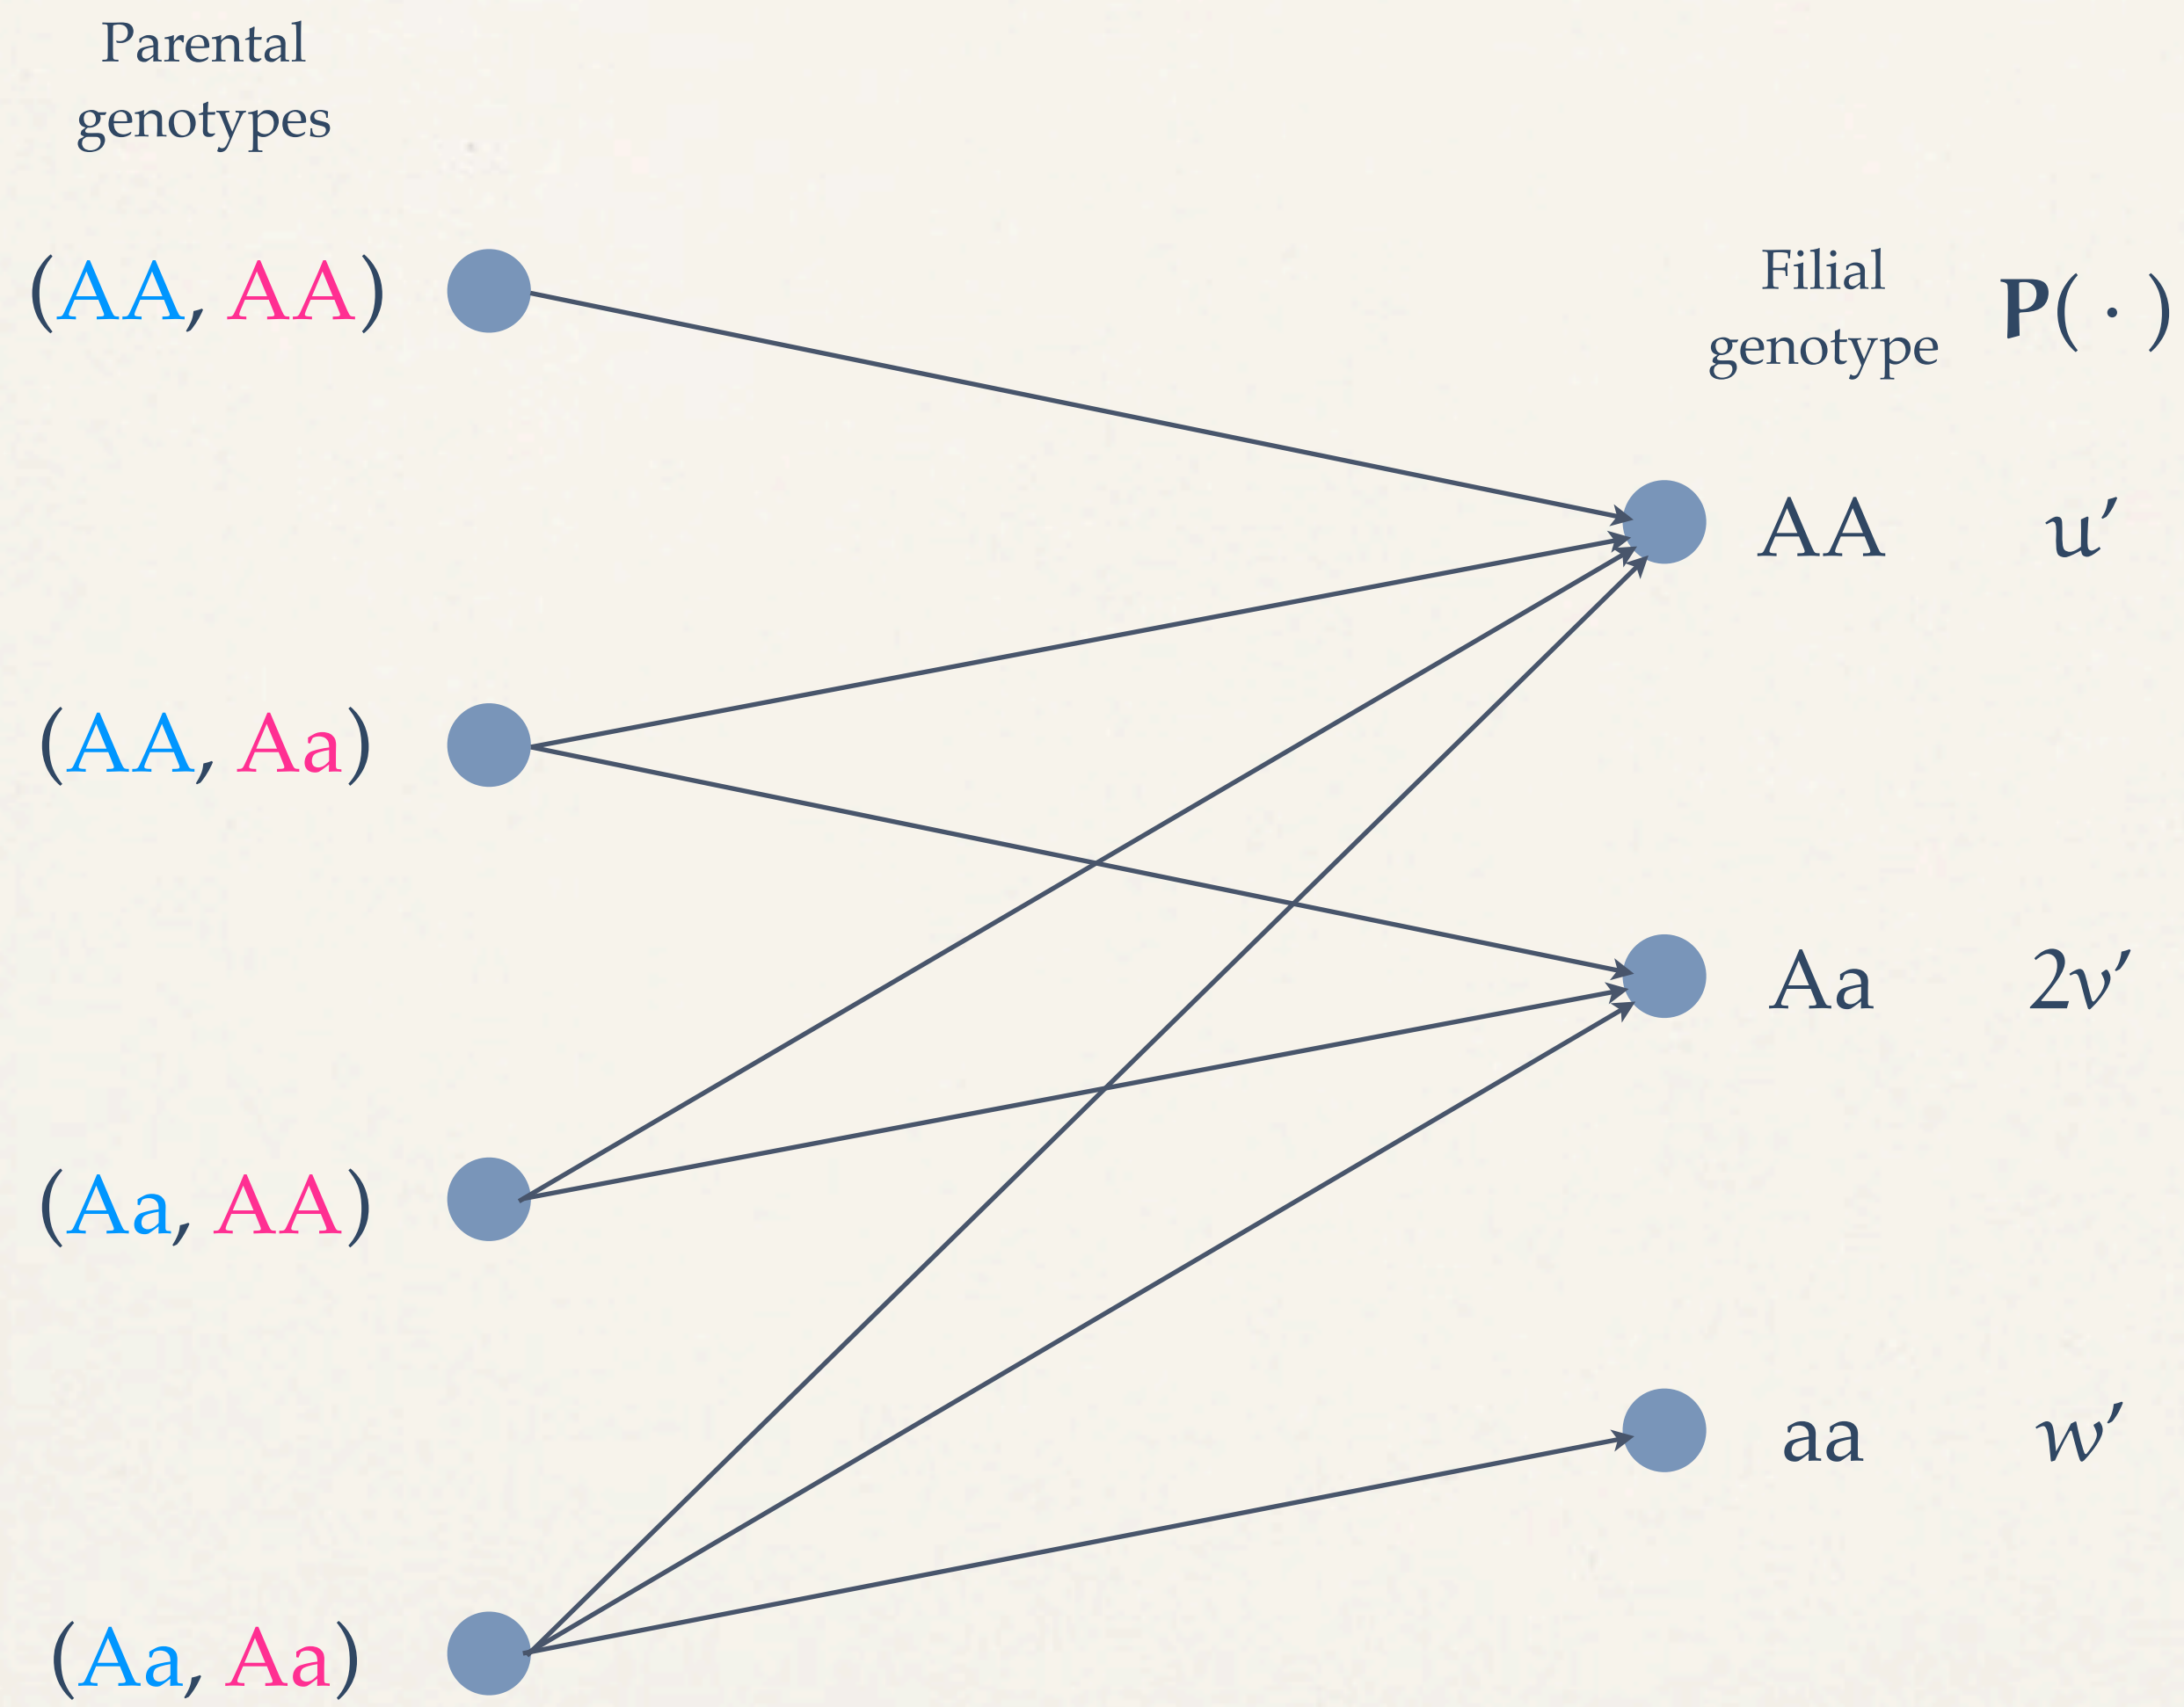 Parental
genotypes
(AA, AA)
(AA, Aa)
(Aa, AA)
(Aa, Aa)
Filial
genotype
P( · )
AA
u′
Aa
2v′
aa
w′